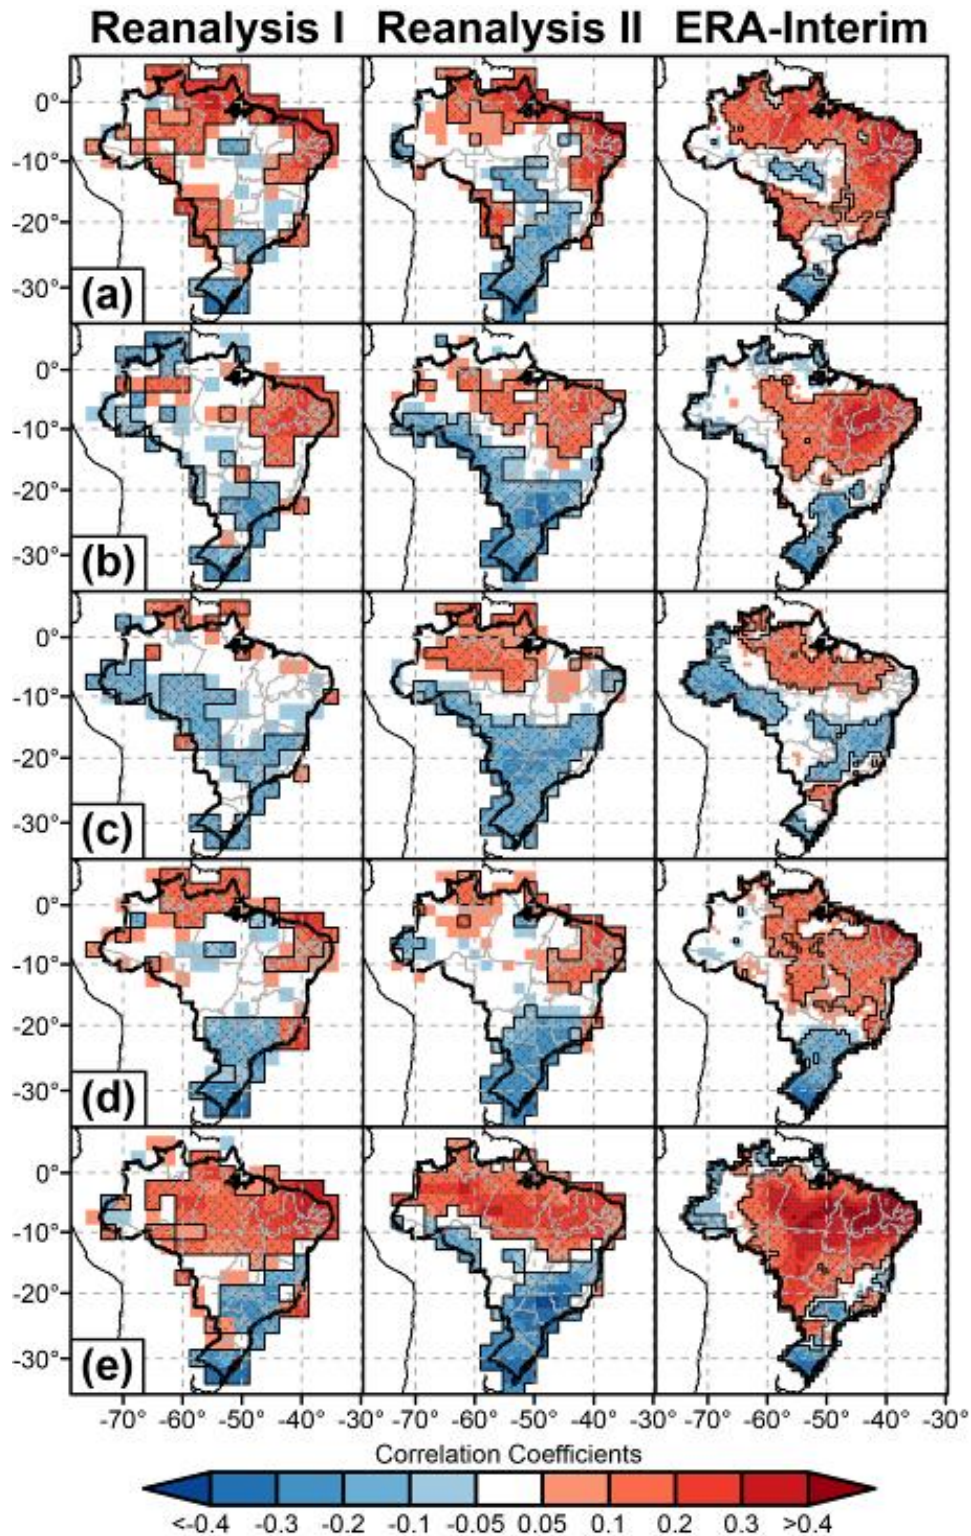 Reanalysis I Reanalysis II ERA-Interim
0°
-10°
-20°
-30°
(a)
0°
-10°
-20°
-30°
(b)
0°
-10°
-20°
-30°
(c)
0°
-10°
-20°
-30°
(d)
0°
-10°
-20°
-30°
(e)
-70° -60° -50° -40° -30° -70° -60° -50° -40° -30° -70° -60° -50° -40° -30°
Correlation Coefficients
<-0.4 -0.3 -0.2 -0.1 -0.05 0.05 0.1 0.2 0.3 >0.4